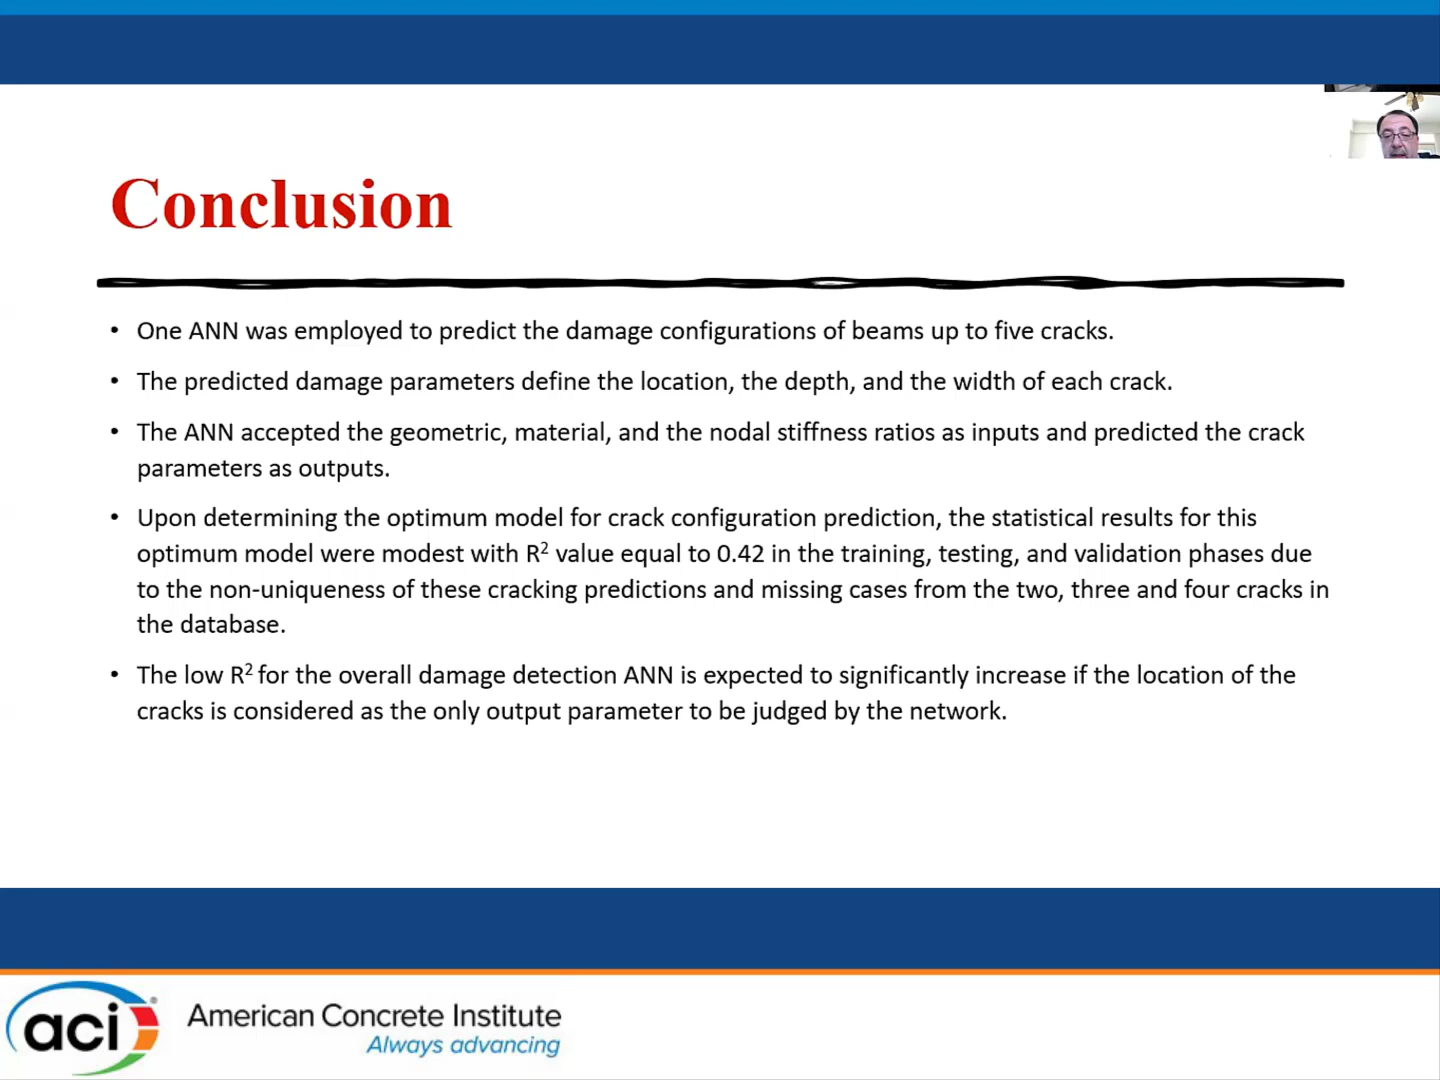 Conclusion
• One ANN was employed to predict the damage configurations of beams up to five cracks.
• The predicted damage parameters define the location, the depth, and the width of each crack.
• The ANN accepted the geometric, material, and the nodal stiffness ratios as inputs and predicted the crack
parameters as outputs.
• Upon determining the optimum model for crack configuration prediction, the statistical results for this
optimum model were modest with R² value equal to 0.42 in the training, testing, and validation phases due
to the non-uniqueness of these cracking predictions and missing cases from the two, three and four cracks in
the database.
• The low R² for the overall damage detection ANN is expected to significantly increase if the location of the
cracks is considered as the only output parameter to be judged by the network.
aci®
American Concrete Institute
Always advancing